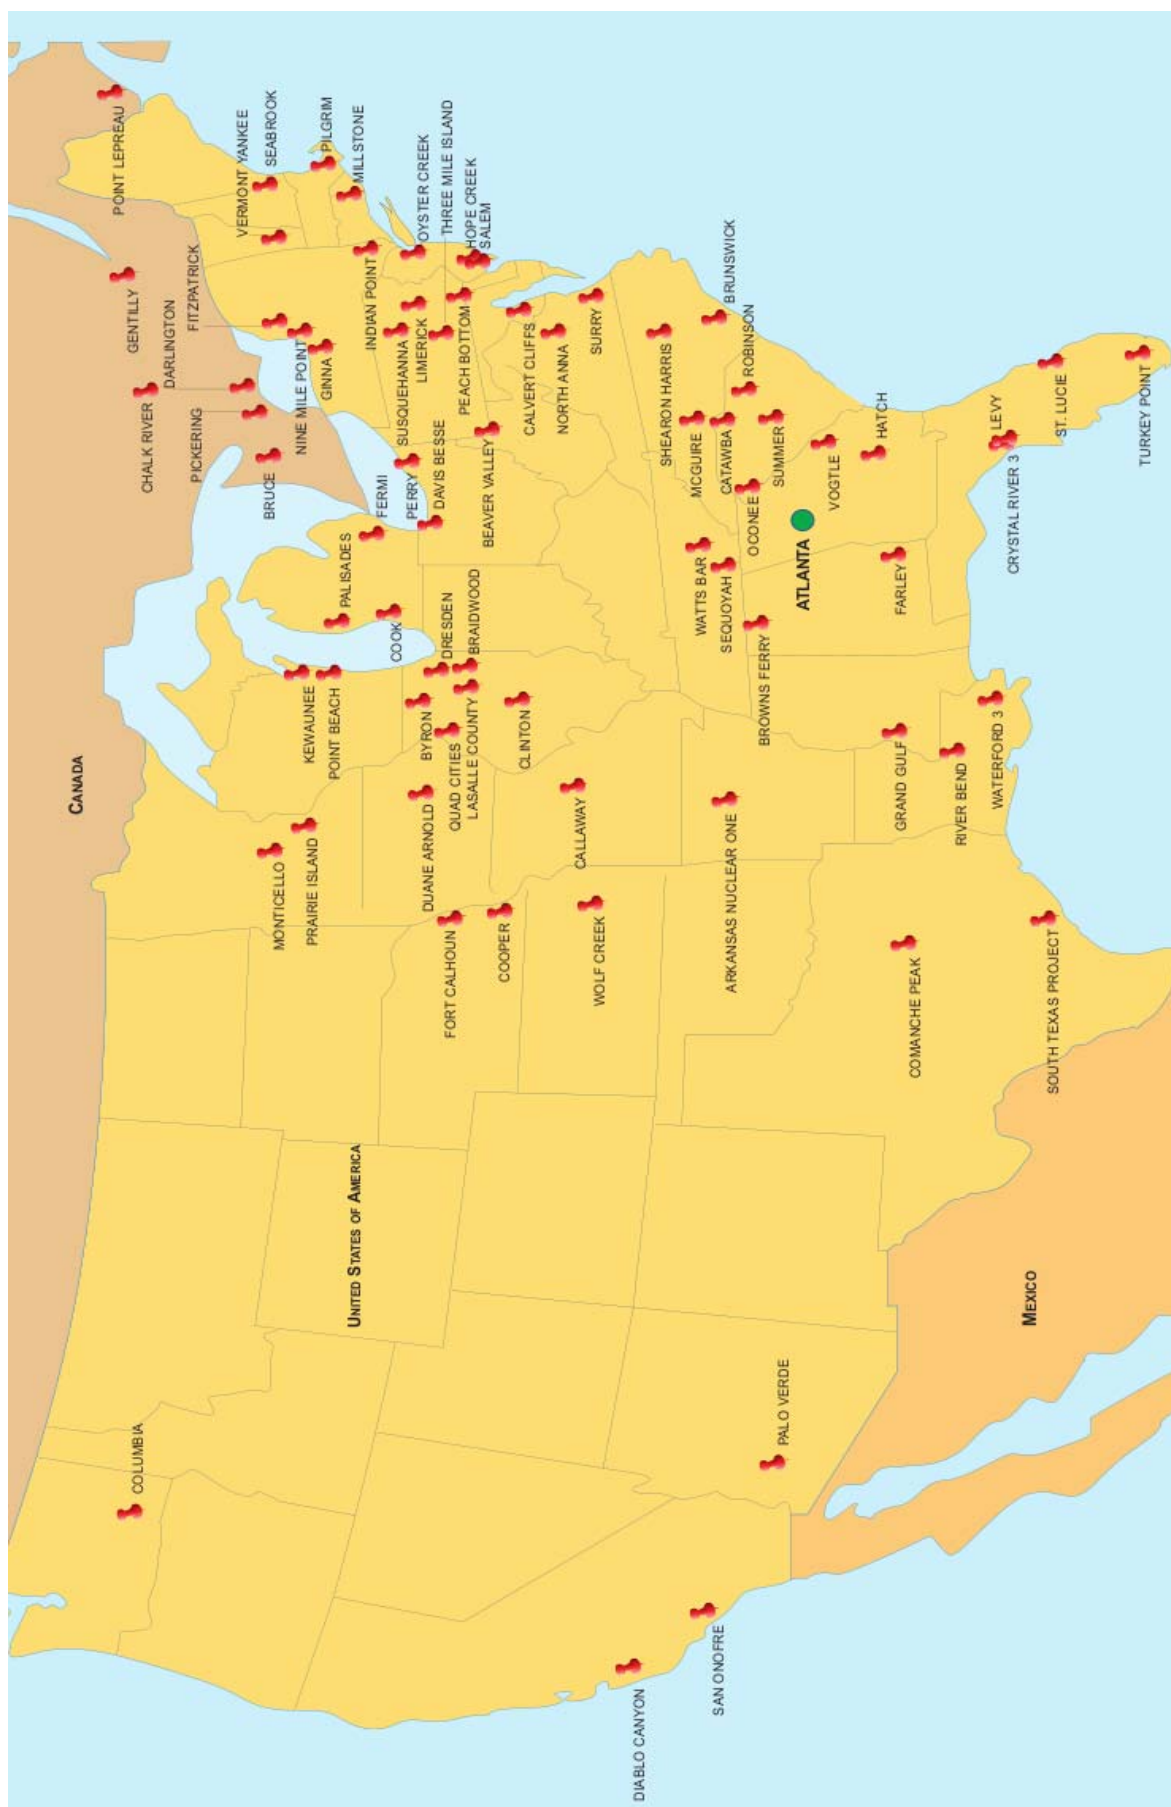 CANADA
UNITED STATES OF AMERICA
MEXICO
ATLANTA
COLUMBIA
DIABLO CANYON
SAN ONOFRE
PALO VERDE
MONTICELLO
PRAIRIE ISLAND
FORT CALHOUN
COOPER
WOLF CREEK
COMANCHE PEAK
SOUTH TEXAS PROJECT
DUANE ARNOLD
CALLAWAY
ARKANSAS NUCLEAR ONE
KEWAUNEE
POINT BEACH
BYRON
QUAD CITIES
LASALLE COUNTY
CLINTON
DRESDEN
BRAIDWOOD
GRAND GULF
RIVER BEND
WATERFORD 3
PALISADES
COOK
FERMI
PERRY
DAVIS BESSE
BEAVER VALLEY
WATTS BAR
SEQUOYAH
BROWNS FERRY
OCONEE
FARLEY
BRUCE
PICKERING
DARLINGTON
CHALK RIVER
GENTILLY
POINT LEPREAU
FITZPATRICK
NINE MILE POINT
GINNA
VERMONT YANKEE
SEABROOK
PILGRIM
MILLSTONE
INDIAN POINT
SUSQUEHANNA
LIMERICK
PEACH BOTTOM
OYSTER CREEK
THREE MILE ISLAND
HOPE CREEK
SALEM
CALVERT CLIFFS
NORTH ANNA
SURRY
SHEARON HARRIS
MCGUIRE
CATAWBA
SUMMER
BRUNSWICK
ROBINSON
VOGTLE
HATCH
LEVY
CRYSTAL RIVER 3
ST. LUCIE
TURKEY POINT